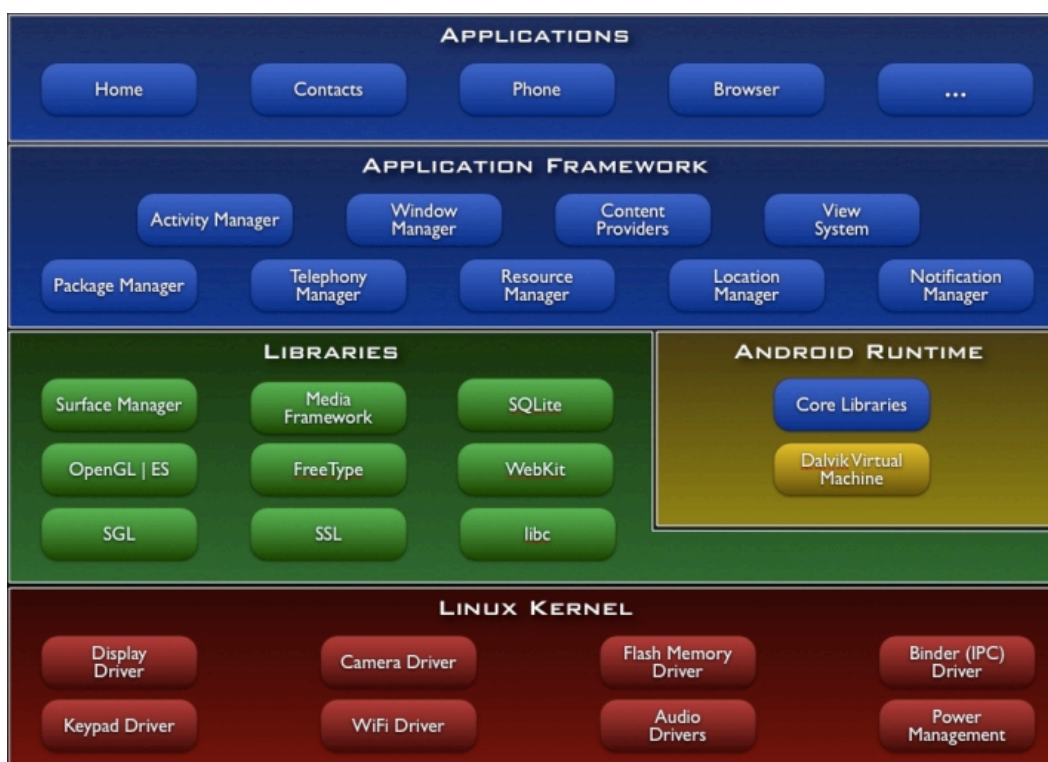 APPLICATIONS
Home
Contacts
Phone
Browser
...
APPLICATION FRAMEWORK
Activity Manager
Window
Manager
Content
Providers
View
System
Package Manager
Telephony
Manager
Resource
Manager
Location
Manager
Notification
Manager
LIBRARIES
Surface Manager
Media
Framework
SQLite
OpenGL | ES
FreeType
WebKit
SGL
SSL
libc
ANDROID RUNTIME
Core Libraries
Dalvik Virtual
Machine
LINUX KERNEL
Display
Driver
Camera Driver
Flash Memory
Driver
Binder (IPC)
Driver
Keypad Driver
WiFi Driver
Audio
Drivers
Power
Management